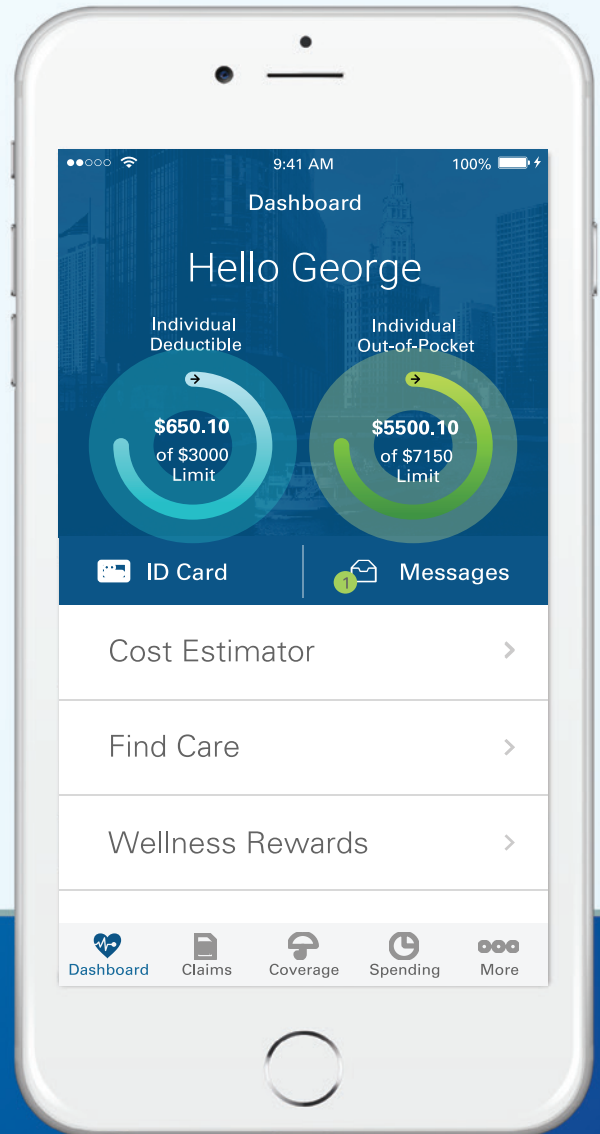 9:41 AM
100%
Dashboard
Hello George
Individual
Deductible
$650.10
of $3000
Limit
Individual
Out-of-Pocket
$5500.10
of $7150
Limit
ID Card
1
Messages
Cost Estimator
Find Care
Wellness Rewards
Dashboard
Claims
Coverage
Spending
More